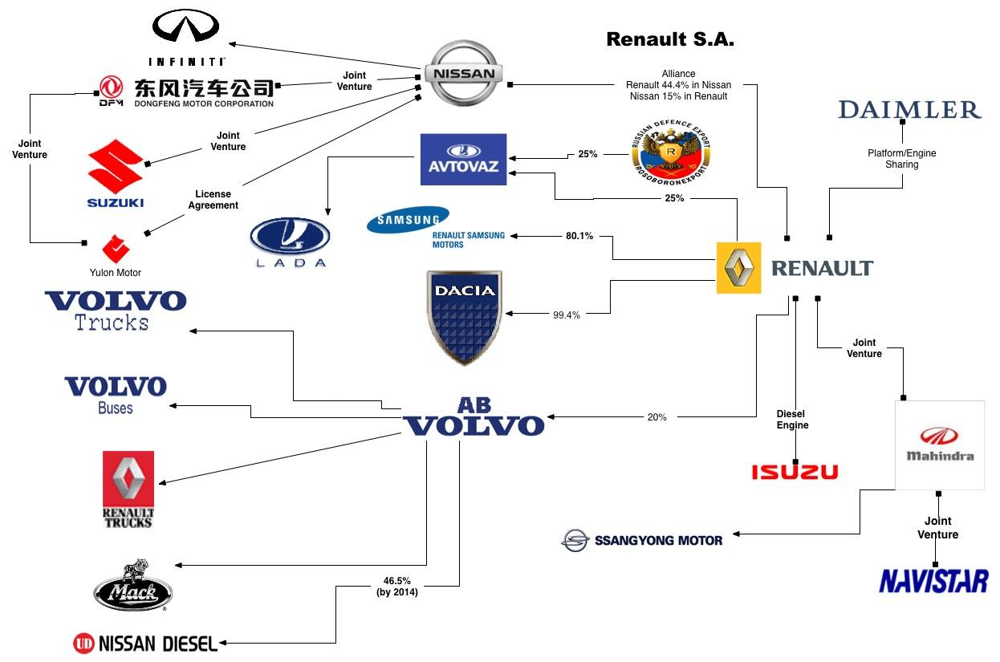 Renault S.A.
INFINITI
NISSAN
Joint
Venture
东风汽车公司
DFM
DONGFENG MOTOR CORPORATION
Alliance
Renault 44.4% in Nissan
Nissan 15% in Renault
DAIMLER
Platform/Engine
Sharing
Joint
Venture
Joint
Venture
SUZUKI
AVTOVAZ
25%
RUSSIAN DEFENCE EXPORT
R
ROSOBORONEXPORT
25%
License
Agreement
Yulon Motor
LADA
SAMSUNG
RENAULT SAMSUNG
MOTORS
80.1%
RENAULT
DACIA
99.4%
VOLVO
Trucks
VOLVO
Buses
AB
VOLVO
20%
Joint
Venture
Diesel
Engine
ISUZU
Mahindra
RENAULT
TRUCKS
SSANGYONG MOTOR
Joint
Venture
NAVISTAR
Mack
®
46.5%
(by 2014)
UD NISSAN DIESEL